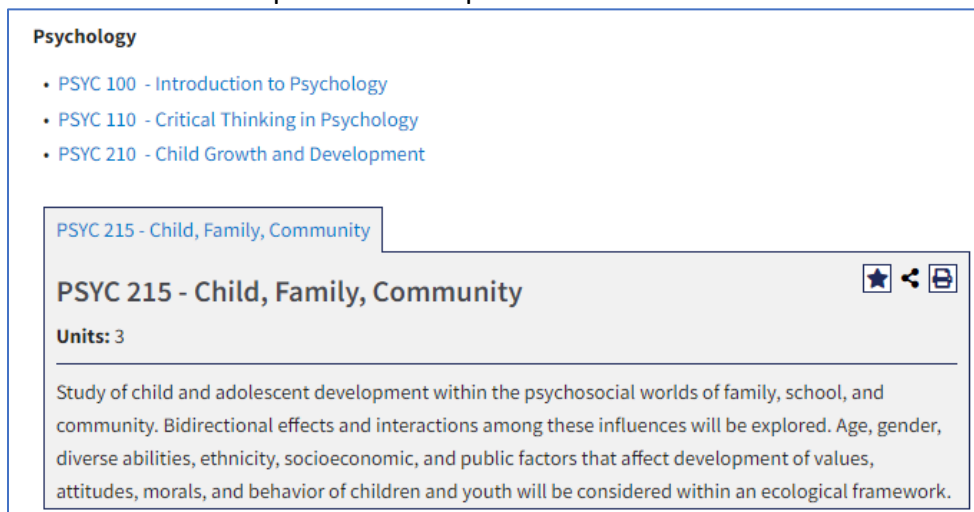 Psychology
• PSYC 100 - Introduction to Psychology
• PSYC 110 - Critical Thinking in Psychology
• PSYC 210 - Child Growth and Development
PSYC 215 - Child, Family, Community
PSYC 215 - Child, Family, Community
Units: 3
Study of child and adolescent development within the psychosocial worlds of family, school, and
community. Bidirectional effects and interactions among these influences will be explored. Age, gender,
diverse abilities, ethnicity, socioeconomic, and public factors that affect development of values,
attitudes, morals, and behavior of children and youth will be considered within an ecological framework.